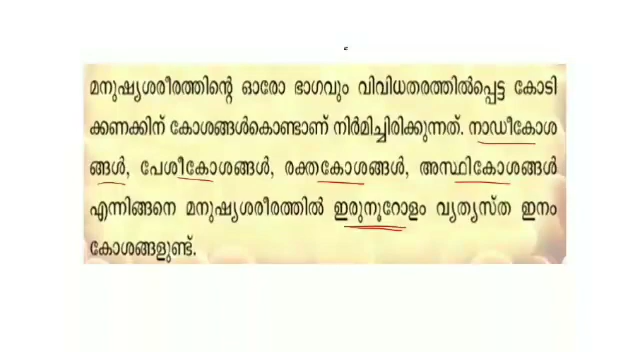 മനുഷ്യശരീരത്തിന്റെ ഓരോ ഭാഗവും വിവിധതരത്തിൽപ്പെട്ട കോടി
ക്കണക്കിന് കോശങ്ങൾകൊണ്ടാണ് നിർമിച്ചിരിക്കുന്നത്. നാഡീകോശ
ങ്ങൾ, പേശീകോശങ്ങൾ, രക്തകോശങ്ങൾ, അസ്ഥികോശങ്ങൾ
എന്നിങ്ങനെ മനുഷ്യശരീരത്തിൽ ഇരുനൂറോളം വ്യത്യസ്ത ഇനം
കോശങ്ങളുണ്ട്.